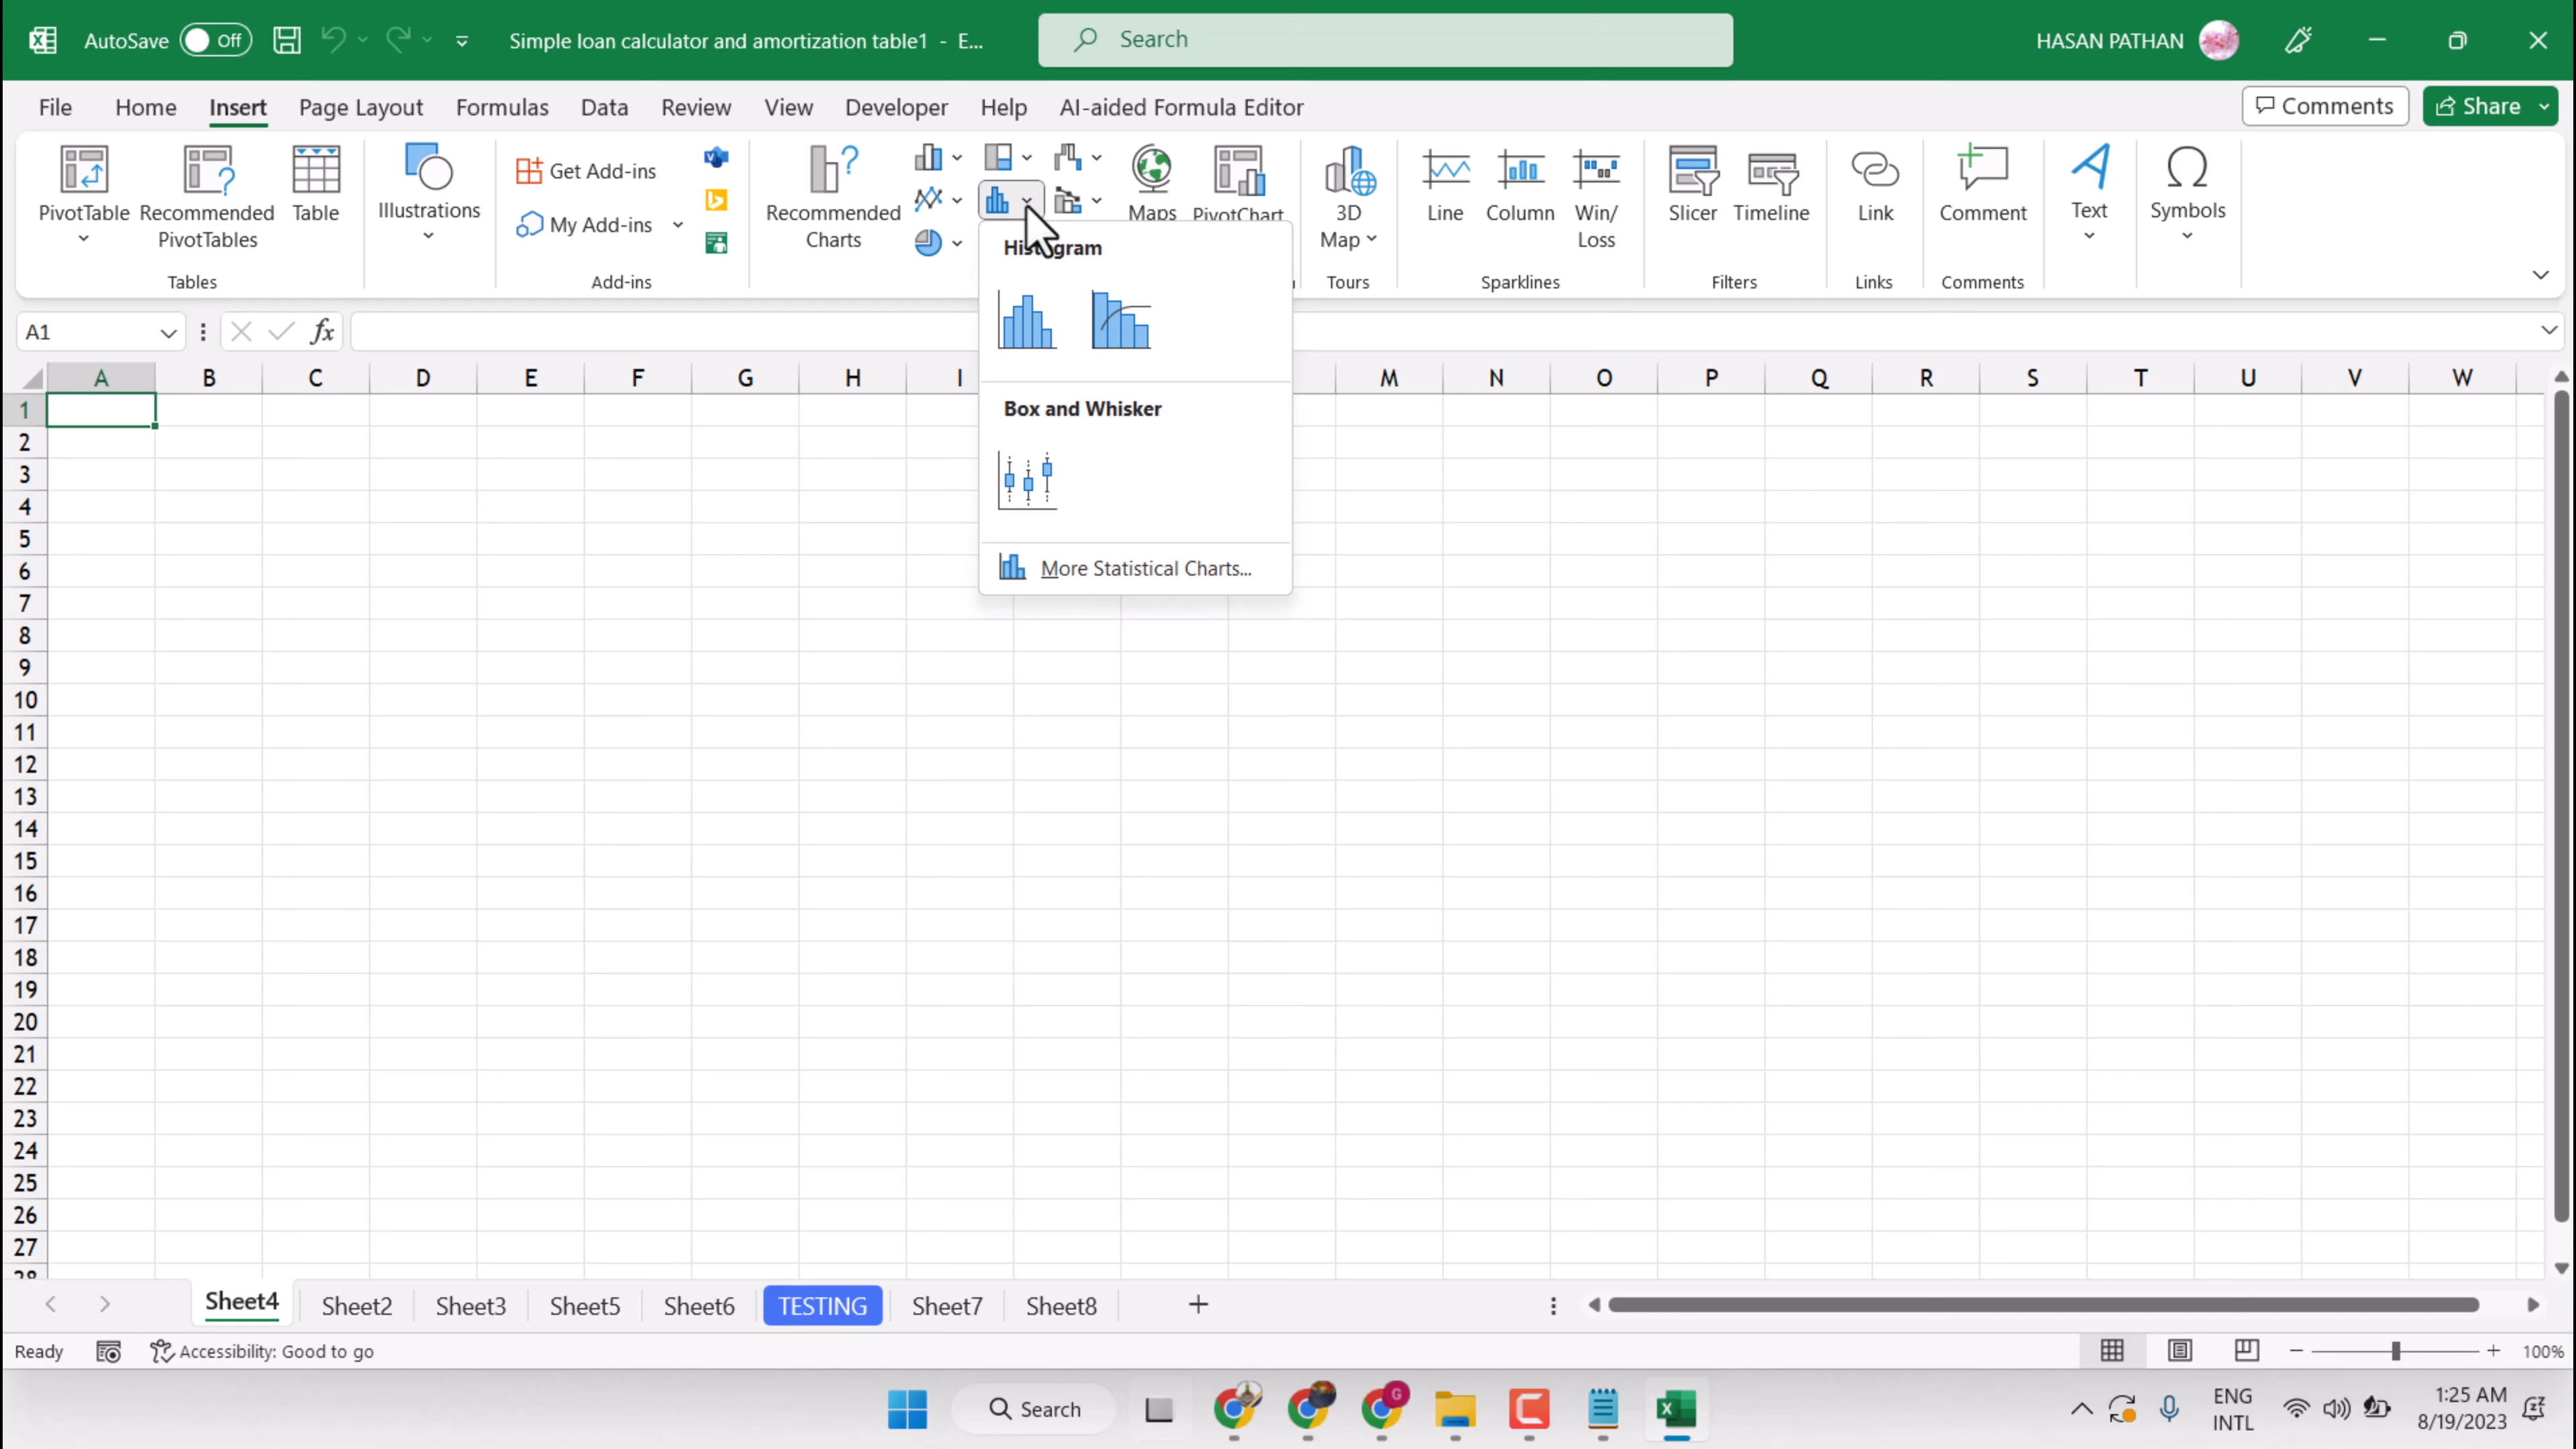 AutoSave Off Simple loan calculator and amortization table1 - E... Search HASAN PATHAN
File Home Insert Page Layout Formulas Data Review View Developer Help AI-aided Formula Editor Comments Share
PivotTable
Recommended
PivotTables
Table
Tables
Illustrations
Get Add-ins
My Add-ins
Add-ins
Recommended
Charts
Maps
PivotChart
3D
Map
Tours
Line
Column
Win/
Loss
Sparklines
Slicer
Timeline
Filters
Link
Links
Comment
Comments
Text
Symbols
Histogram
Box and Whisker
More Statistical Charts...
A1 fx
A B C D E F G H I M N O P Q R S T U V W
1
2
3
4
5
6
7
8
9
10
11
12
13
14
15
16
17
18
19
20
21
22
23
24
25
26
27
28
Sheet4 Sheet2 Sheet3 Sheet5 Sheet6 TESTING Sheet7 Sheet8
Ready Accessibility: Good to go 100%
Search G ENG
INTL
1:25 AM
8/19/2023